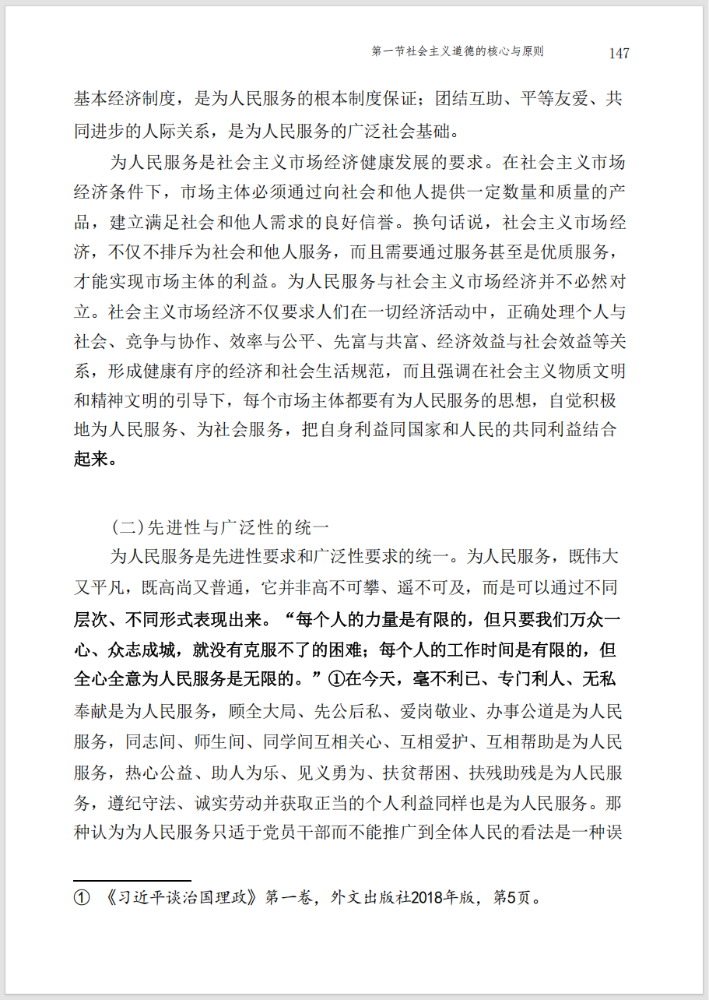 第一节社会主义道德的核心与原则 147
基本经济制度，是为人民服务的根本制度保证；团结互助、平等友爱、共
同进步的人际关系，是为人民服务的广泛社会基础。
为人民服务是社会主义市场经济健康发展的要求。在社会主义市场
经济条件下，市场主体必须通过向社会和他人提供一定数量和质量的产
品，建立满足社会和他人需求的良好信誉。换句话说，社会主义市场经
济，不仅不排斥为社会和他人服务，而且需要通过服务甚至是优质服务，
才能实现市场主体的利益。为人民服务与社会主义市场经济并不必然对
立。社会主义市场经济不仅要求人们在一切经济活动中，正确处理个人与
社会、竞争与协作、效率与公平、先富与共富、经济效益与社会效益等关
系，形成健康有序的经济和社会生活规范，而且强调在社会主义物质文明
和精神文明的引导下，每个市场主体都要有为人民服务的思想，自觉积极
地为人民服务、为社会服务，把自身利益同国家和人民的共同利益结合
起来。
(二)先进性与广泛性的统一
为人民服务是先进性要求和广泛性要求的统一。为人民服务，既伟大
又平凡，既高尚又普通，它并非高不可攀、遥不可及，而是可以通过不同
层次、不同形式表现出来。“每个人的力量是有限的，但只要我们万众一
心、众志成城，就没有克服不了的困难；每个人的工作时间是有限的，但
全心全意为人民服务是无限的。”①在今天，毫不利已、专门利人、无私
奉献是为人民服务，顾全大局、先公后私、爱岗敬业、办事公道是为人民
服务，同志间、师生间、同学间互相关心、互相爱护、互相帮助是为人民
服务，热心公益、助人为乐、见义勇为、扶贫帮困、扶残助残是为人民服
务，遵纪守法、诚实劳动并获取正当的个人利益同样也是为人民服务。那
种认为为人民服务只适于党员干部而不能推广到全体人民的看法是一种误
① 《习近平谈治国理政》第一卷，外文出版社2018年版，第5页。